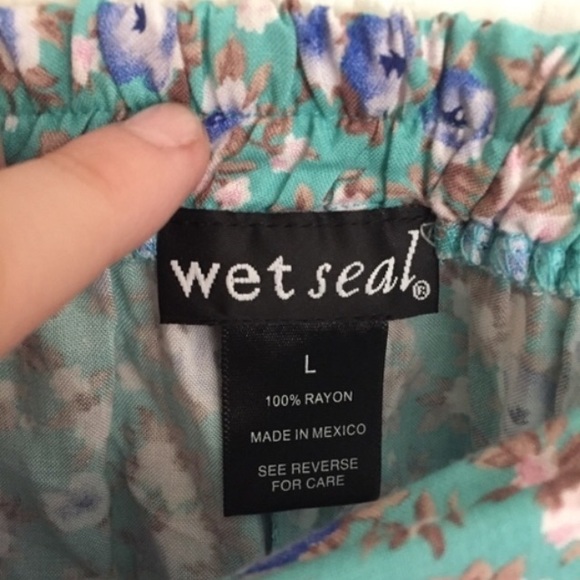 wet seal®
L
100% RAYON
MADE IN MEXICO
SEE REVERSE
FOR CARE